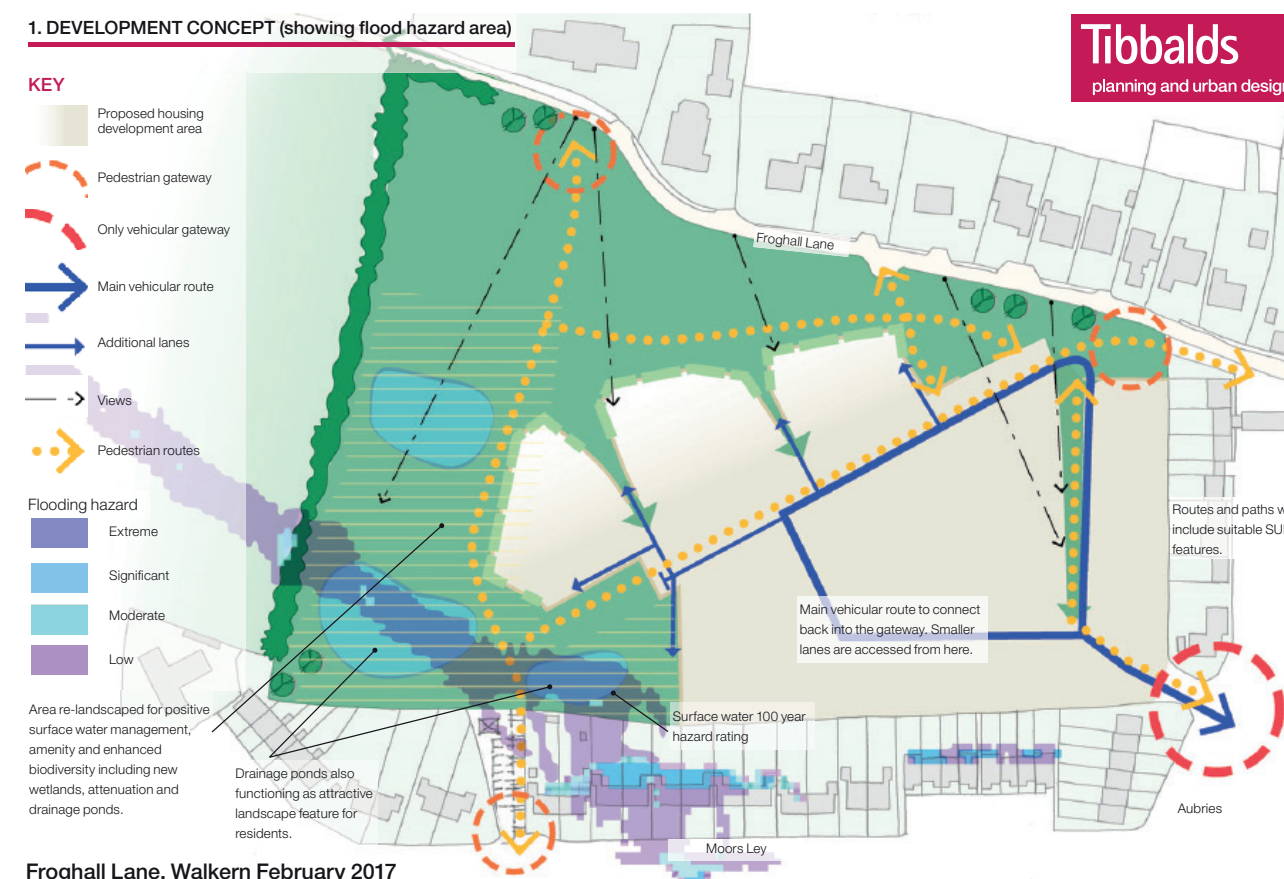 1. DEVELOPMENT CONCEPT (showing flood hazard area)
Tibbalds
planning and urban design
KEY
Proposed housing
development area
Pedestrian gateway
Only vehicular gateway
Main vehicular route
Additional lanes
Views
Pedestrian routes
Flooding hazard
Extreme
Significant
Moderate
Low
Froghall Lane
Routes and paths w
include suitable SU
features.
Main vehicular route to connect
back into the gateway. Smaller
lanes are accessed from here.
Area re-landscaped for positive
surface water management,
amenity and enhanced
biodiversity including new
wetlands, attenuation and
drainage ponds.
Drainage ponds also
functioning as attractive
landscape feature for
residents.
Surface water 100 year
hazard rating
Aubries
Moors Ley
Froghall Lane, Walkern February 2017